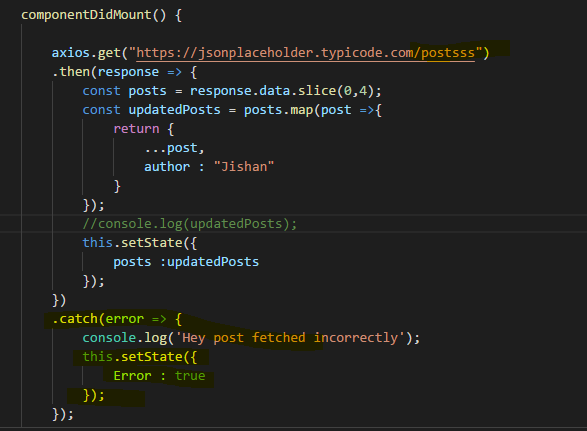 componentDidMount() {
axios.get("https://jsonplaceholder.typicode.com/postsss")
.then(response => {
const posts = response.data.slice(0,4);
const updatedPosts = posts.map(post =>{
return {
...post,
author : "Jishan"
}
});
//console.log(updatedPosts);
this.setState({
posts :updatedPosts
});
})
.catch(error => {
console.log('Hey post fetched incorrectly');
this.setState({
Error : true
});
});